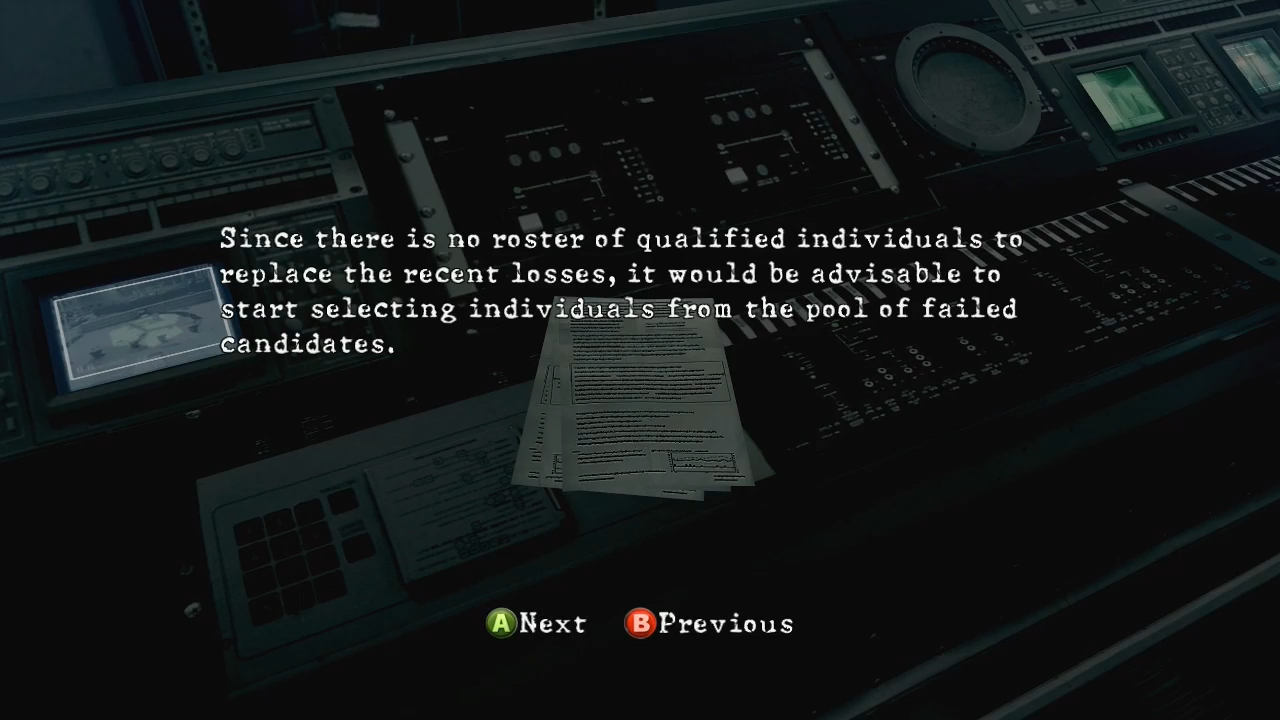 Since there is no roster of qualified individuals to
replace the recent losses, it would be advisable to
start selecting individuals from the pool of failed
candidates.
A Next B Previous